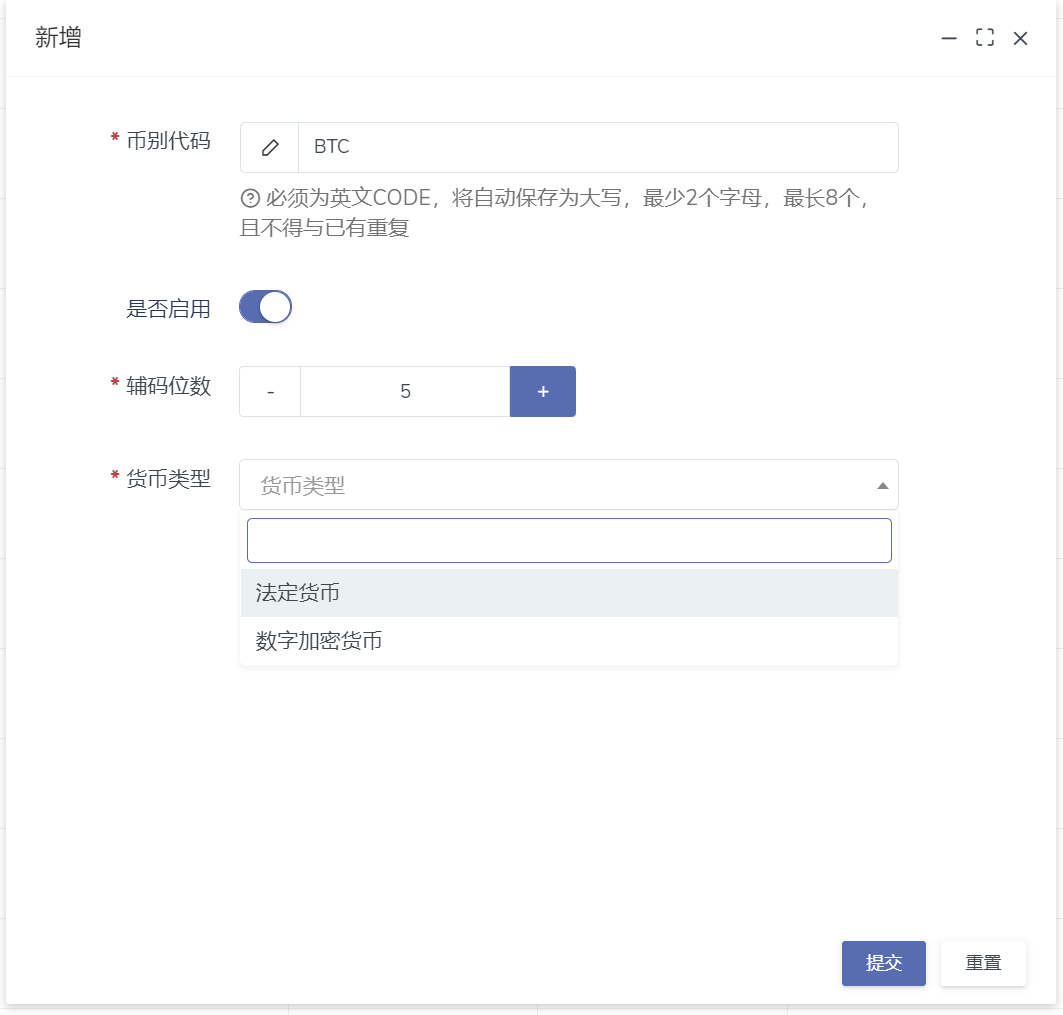 新增
* 币别代码
BTC
必须为英文CODE，将自动保存为大写，最少2个字母，最长8个，
且不得与已有重复
是否启用
* 辅码位数
- 5 +
* 货币类型
货币类型
法定货币
数字加密货币
提交 重置